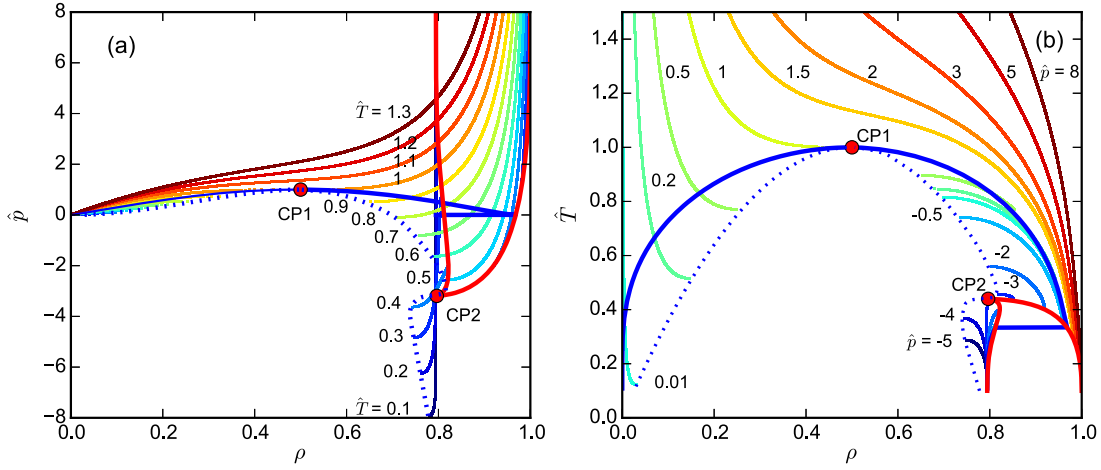 (a)
8
6
4
2
0
−2
−4
−6
−8
p̂
T̂ = 1.3
1.2
1.1
1
CP1
0.9
0.8
0.7
0.6
0.5
0.4
CP2
0.3
0.2
T̂ = 0.1
0.0 0.2 0.4 0.6 0.8 1.0
ρ
(b)
1.4
1.2
1.0
0.8
0.6
0.4
0.2
0.0
T̂
0.5 1 1.5 2 3 5 p̂ = 8
CP1
0.2
-0.5
-2
CP2
-3
-4
p̂ = -5
0.01
0.0 0.2 0.4 0.6 0.8 1.0
ρ